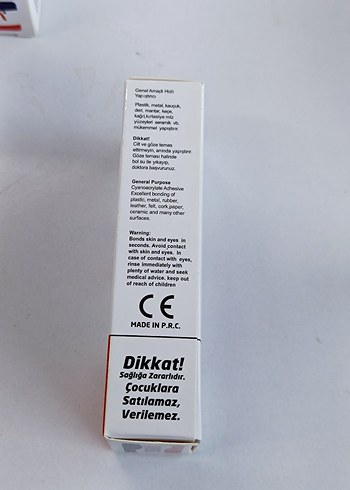 Genel Amaçlı Hızlı
Yapıştırıcı
Plastik, metal, kauçuk,
deri, mantar, keçe,
kağıt,kırtasiye mlz
yüzeyleri seramik vb.
mükemmel yapıştırır.
Dikkat!
Cilt ve göze temas
ettirmeyin, anında yapıştırır.
Göze teması halinde
bol su ile yıkayıp,
doktora başvurunuz.
General Purpose
Cyanoacrylate Adhesive
Excellent bonding of
plastic, metal, rubber,
leather, felt, cork,paper,
ceramic and many other
surfaces.
Warning:
Bonds skin and eyes in
seconds. Avoid contact
with skin and eyes. In
case of contact with eyes,
rinse immediately with
plenty of water and seek
medical advice. keep out
of reach of children
CE
MADE IN P.R.C.
Dikkat!
Sağlığa Zararlıdır.
Çocuklara
Satılamaz,
Verilemez.